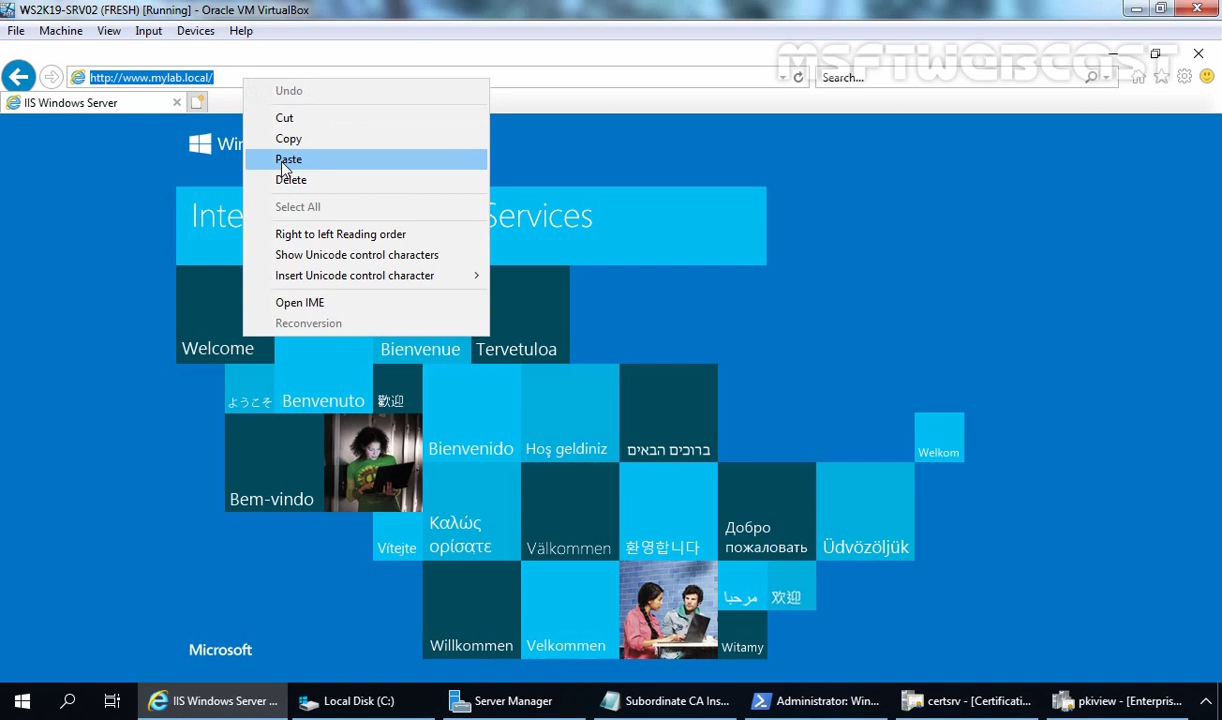 WS2K19-SRV02 (FRESH) [Running] - Oracle VM VirtualBox
File Machine View Input Devices Help
MSFTWEBCAST
http://www.mylab.local/
Search...
IIS Windows Server
Undo
Cut
Copy
Paste
Delete
Select All
Right to left Reading order
Show Unicode control characters
Insert Unicode control character
Open IME
Reconversion
Win
Inte
Services
Welcome
Bienvenue
Tervetuloa
ようこそ
Benvenuto
歡迎
Bienvenido
Hoş geldiniz
ברוכים הבאים
Welkom
Bem-vindo
Vítejte
Καλώς
ορίσατε
Välkommen
환영합니다
Добро
пожаловать
Üdvözöljük
مرحبا
欢迎
Willkommen
Velkommen
Witamy
Microsoft
IIS Windows Server ...
Local Disk (C:)
Server Manager
Subordinate CA Ins...
Administrator: Win...
certsrv - [Certificati...
pkiview - [Enterpris...